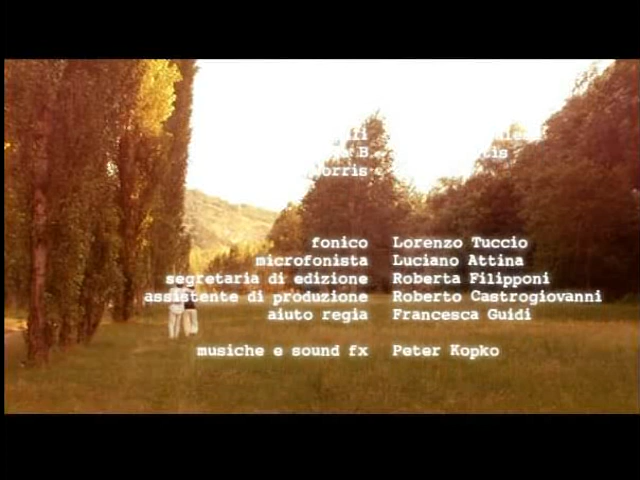 fonico Lorenzo Tuccio
microfonista Luciano Attina
segretaria di edizione Roberta Filipponi
assistente di produzione Roberto Castrogiovanni
aiuto regia Francesca Guidi
musiche e sound fx Peter Kopko